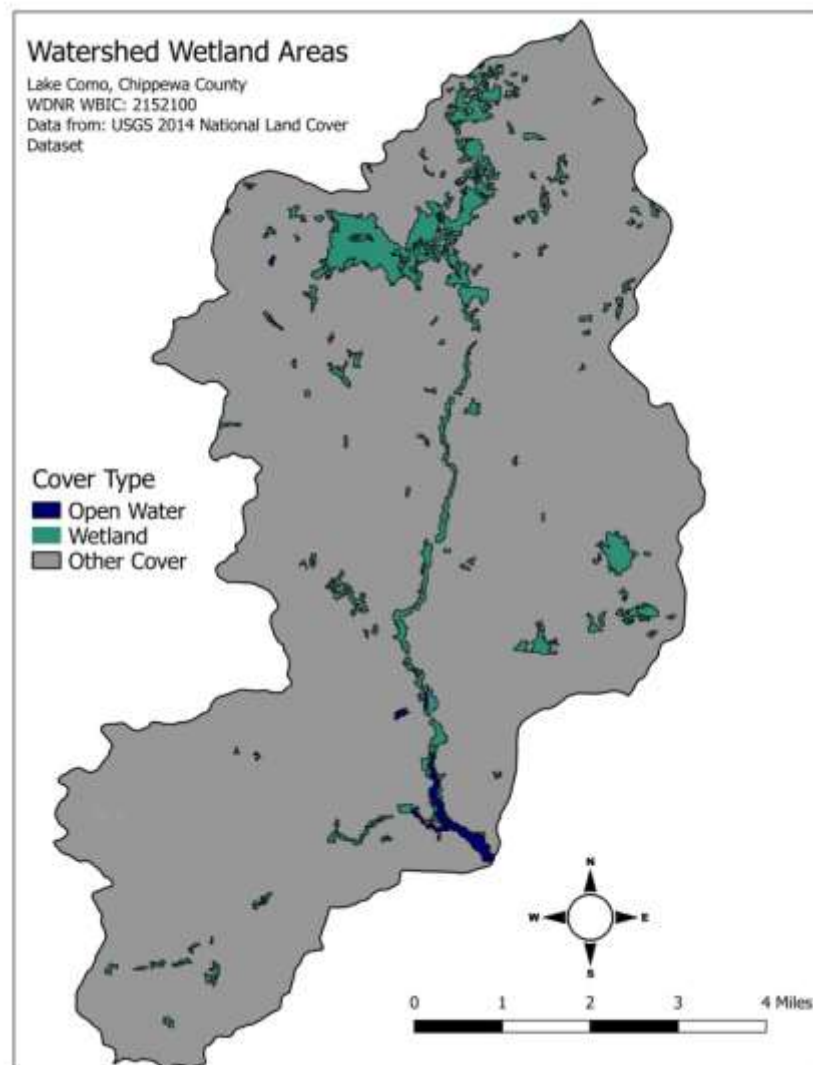 Watershed Wetland Areas
Lake Como, Chippewa County
WDNR WBIC: 2152100
Data from: USGS 2014 National Land Cover
Dataset
Cover Type
Open Water
Wetland
Other Cover
N
W E
S
0 1 2 3 4 Miles